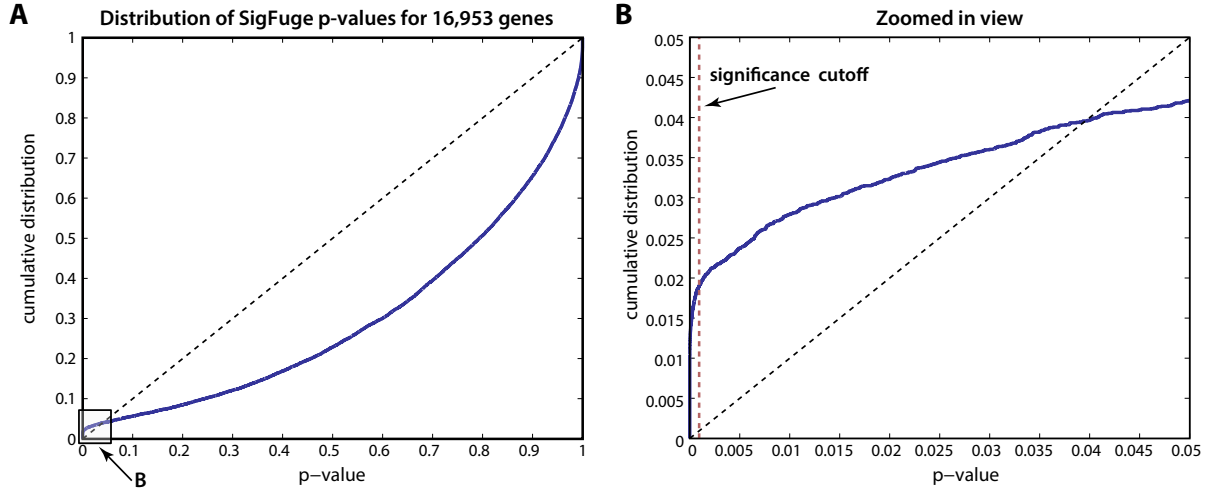 A
Distribution of SigFuge p-values for 16,953 genes
1
0.9
0.8
0.7
0.6
0.5
0.4
0.3
0.2
0.1
0
cumulative distribution
0 0.1 0.2 0.3 0.4 0.5 0.6 0.7 0.8 0.9 1
B
p-value
B
Zoomed in view
0.05
0.045
0.04
0.035
0.03
0.025
0.02
0.015
0.01
0.005
0
cumulative distribution
significance cutoff
0 0.005 0.01 0.015 0.02 0.025 0.03 0.035 0.04 0.045 0.05
p-value